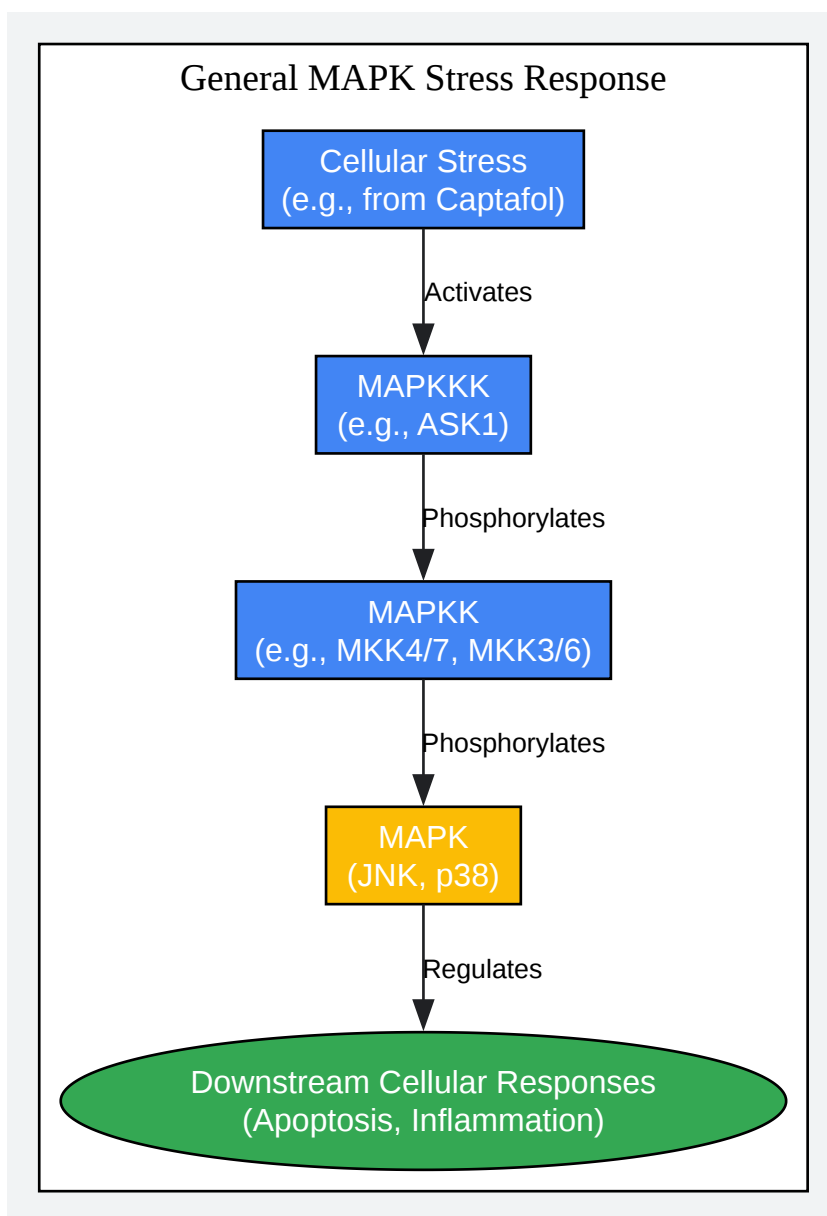 General MAPK Stress Response
Cellular Stress
(e.g., from Captafol)
Activates
MAPKKK
(e.g., ASK1)
Phosphorylates
MAPKK
(e.g., MKK4/7, MKK3/6)
Phosphorylates
MAPK
(JNK, p38)
Regulates
Downstream Cellular Responses
(Apoptosis, Inflammation)